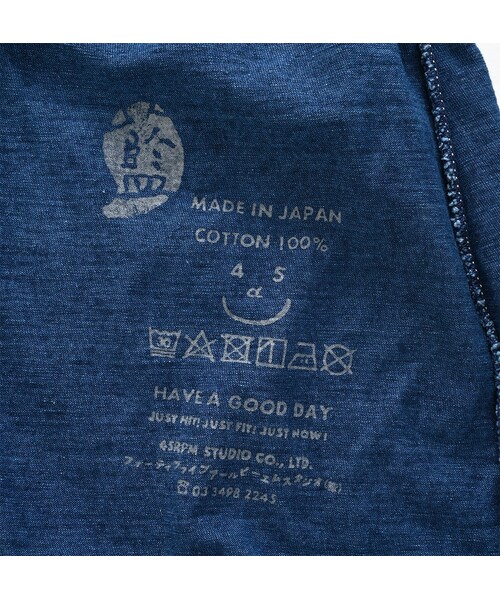 藍
MADE IN JAPAN
COTTON 100%
4 5
a
30
HAVE A GOOD DAY
JUST HIT! JUST FIT! JUST NOW!
45RPM STUDIO CO., LTD.
フォーティファイブアールピーエムスタジオ(株)
☎03 3498 2245